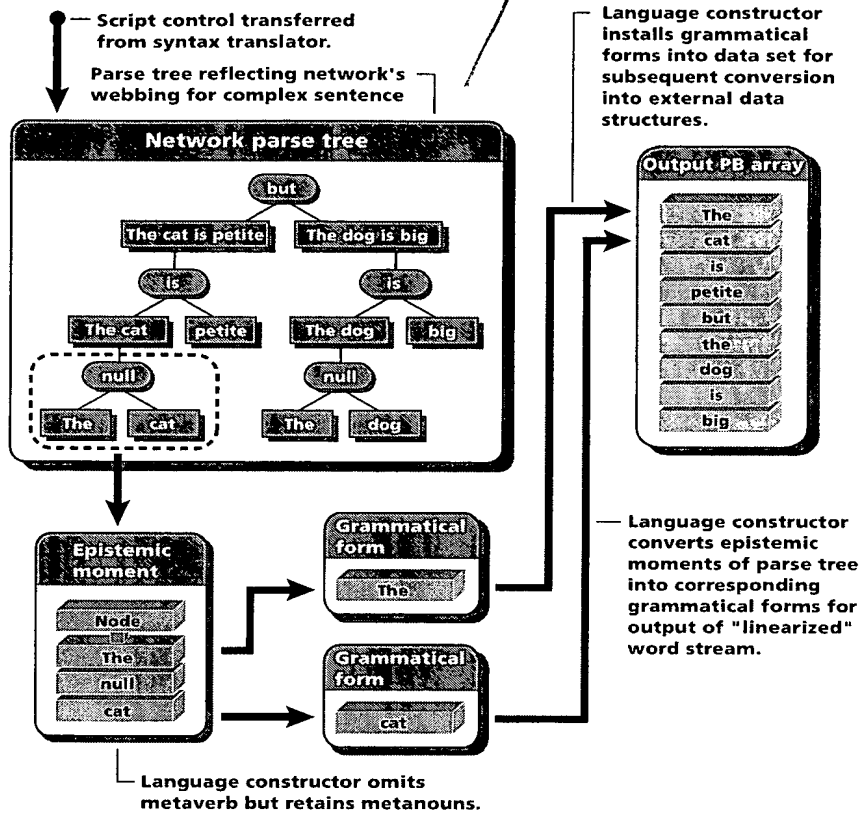 Script control transferred
from syntax translator.
Parse tree reflecting network's
webbing for complex sentence
Language constructor
installs grammatical
forms into data set for
subsequent conversion
into external data
structures.
Network parse tree
but
The cat is petite
The dog is big
is
is
The cat
petite
The dog
big
null
null
The
cat
The
dog
Output PB array
The
cat
is
petite
but
the
dog
is
big
Epistemic
moment
Node
The
null
cat
Grammatical
form
The
Grammatical
form
cat
Language constructor
converts epistemic
moments of parse tree
into corresponding
grammatical forms for
output of "linearized"
word stream.
Language constructor omits
metaverb but retains metanouns.